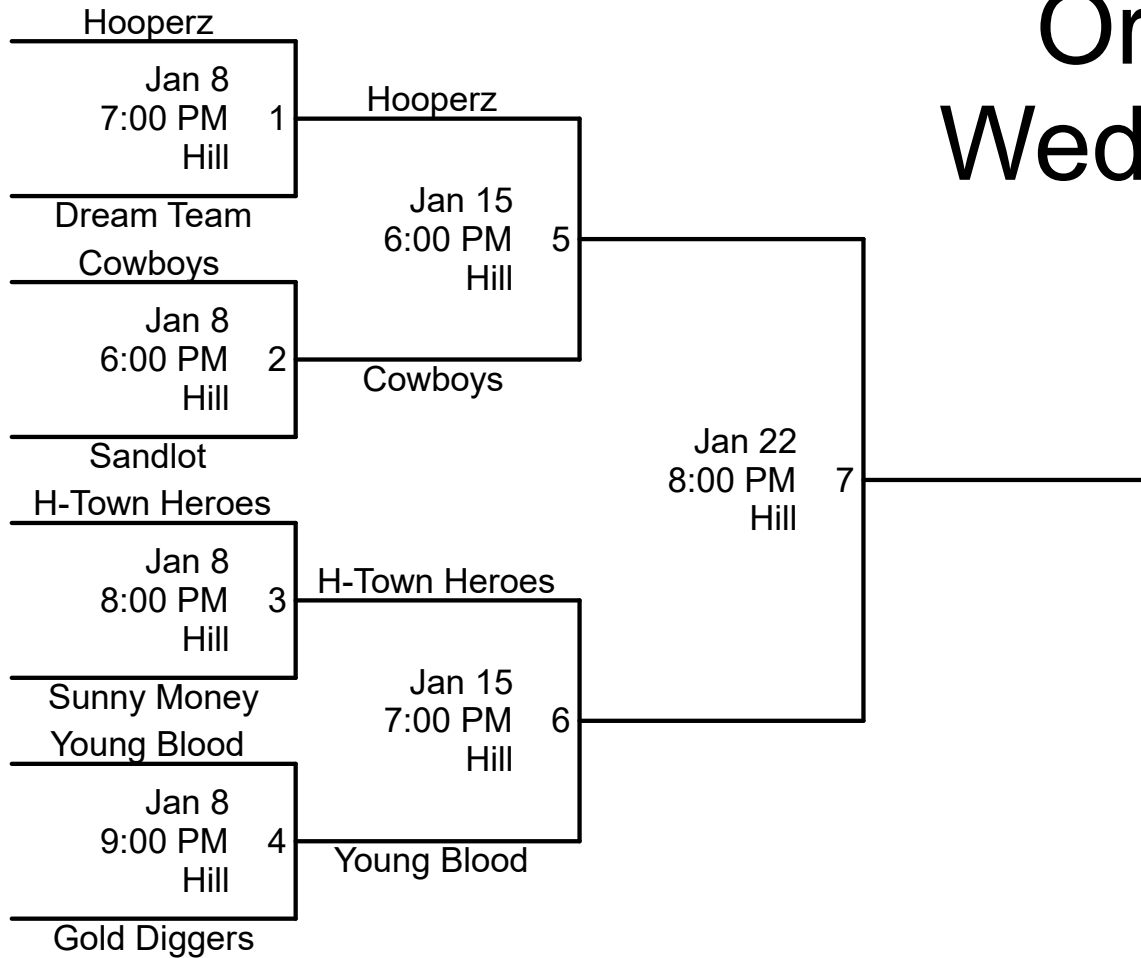 Hooperz
Jan 8
7:00 PM 1
Hill
Dream Team
Cowboys
Jan 8
6:00 PM 2
Hill
Sandlot
H-Town Heroes
Jan 8
8:00 PM 3
Hill
Sunny Money
Young Blood
Jan 8
9:00 PM 4
Hill
Gold Diggers
Hooperz
Jan 15
6:00 PM 5
Hill
Cowboys
H-Town Heroes
Jan 15
7:00 PM 6
Hill
Young Blood
Jan 22
8:00 PM 7
Hill
Or
Wed